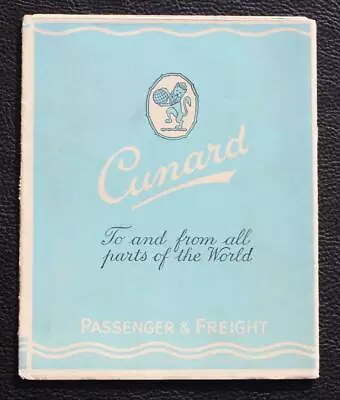 Cunard
To and from all
parts of the World
PASSENGER & FREIGHT